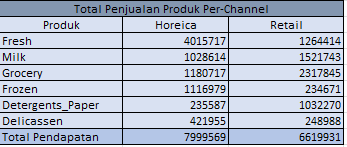 Total Penjualan Produk Per-Channel
Produk Horeica Retail
Fresh 4015717 1264414
Milk 1028614 1521743
Grocery 1180717 2317845
Frozen 1116979 234671
Detergents_Paper 235587 1032270
Delicassen 421955 248988
Total Pendapatan 7999569 6619931